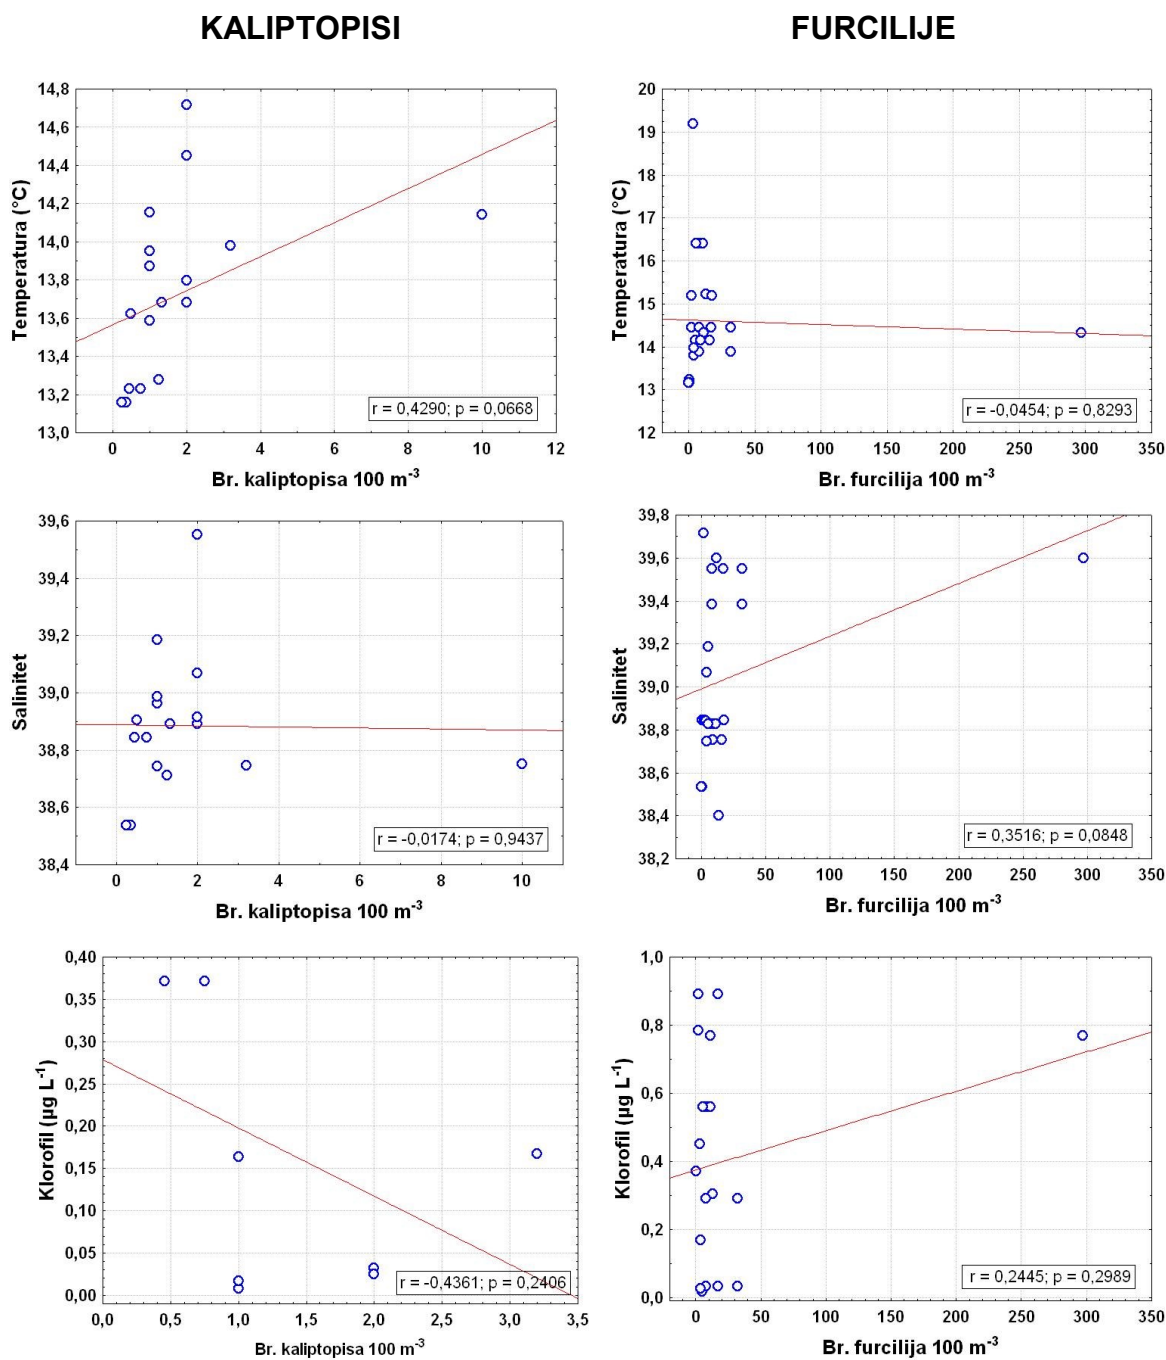 KALIPTOPISI
FURCILIJE
Temperatura (°C)
14,8
14,6
14,4
14,2
14,0
13,8
13,6
13,4
13,2
13,0
r = 0,4290; p = 0,0668
0 2 4 6 8 10 12
Br. kaliptopisa 100 m⁻³
Temperatura (°C)
20
19
18
17
16
15
14
13
12
r = -0,0454; p = 0,8293
0 50 100 150 200 250 300 350
Br. furcilija 100 m⁻³
Salinitet
39,6
39,4
39,2
39,0
38,8
38,6
38,4
r = -0,0174; p = 0,9437
0 2 4 6 8 10
Br. kaliptopisa 100 m⁻³
Salinitet
39,8
39,6
39,4
39,2
39,0
38,8
38,6
38,4
38,2
r = 0,3516; p = 0,0848
0 50 100 150 200 250 300 350
Br. furcilija 100 m⁻³
Klorofil (µg L⁻¹)
0,40
0,35
0,30
0,25
0,20
0,15
0,10
0,05
0,00
r = -0,4361; p = 0,2406
0,0 0,5 1,0 1,5 2,0 2,5 3,0 3,5
Br. kaliptopisa 100 m⁻³
Klorofil (µg L⁻¹)
1,0
0,8
0,6
0,4
0,2
0,0
r = 0,2445; p = 0,2989
0 50 100 150 200 250 300 350
Br. furcilija 100 m⁻³